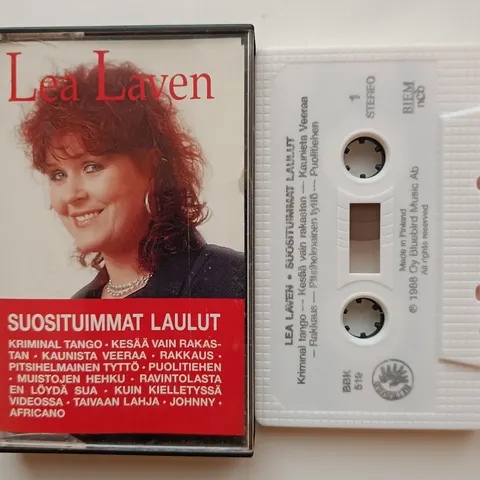 Lea Laven
SUOSITUIMMAT LAULUT
KRIMINAL TANGO · KESÄÄ VAIN RAKAS-
TAN · KAUNISTA VEERAA · RAKKAUS ·
PITSIHELMAINEN TYTTÖ · PUOLITIEHEN
· MUISTOJEN HEHKU · RAVINTOLASTA
EN LÖYDÄ SUA · KUIN KIELLETYSSÄ
VIDEOSSA · TAIVAAN LAHJA · JOHNNY ·
AFRICANO
1
STEREO
BIEM
ncb
LEA LAVEN • SUOSITUIMMAT LAULUT
Kriminal tango — Kesää vain rakastan — Kaunista Veeraa
— Rakkaus — Pitsihelmainen tyttö — Puolitiehen
BBK
519
Made in Finland
℗ 1988 Oy Bluebird Music Ab
All rights reserved